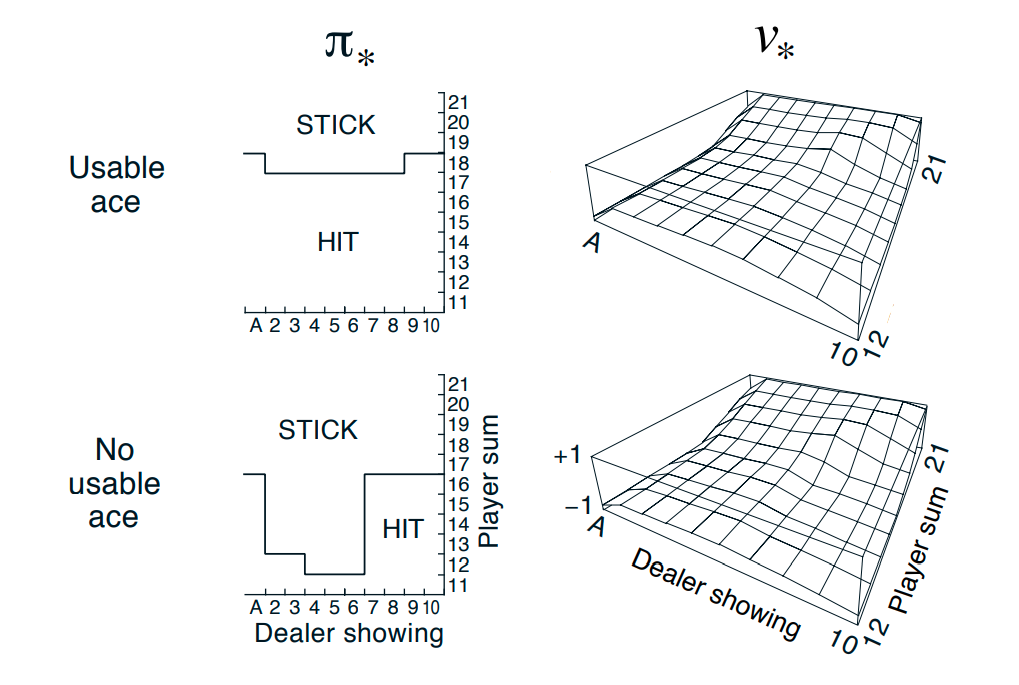 π*
v*
Usable
ace
STICK
HIT
21
20
19
18
17
16
15
14
13
12
11
A 2 3 4 5 6 7 8 9 10
A
21
10
12
No
usable
ace
STICK
HIT
21
20
19
18
17
16
15
14
13
12
11
Player sum
A 2 3 4 5 6 7 8 9 10
Dealer showing
+1
−1
A
Dealer showing
10
12
Player sum
21